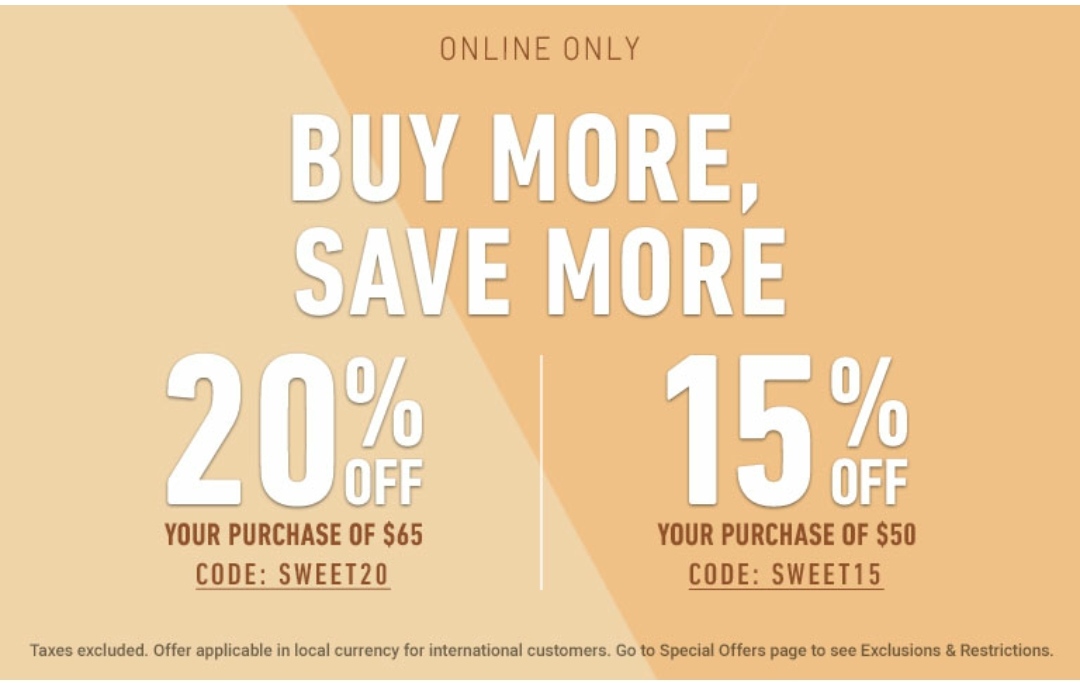 ONLINE ONLY
BUY MORE,
SAVE MORE
20% OFF
YOUR PURCHASE OF $65
CODE: SWEET20
15% OFF
YOUR PURCHASE OF $50
CODE: SWEET15
Taxes excluded. Offer applicable in local currency for international customers. Go to Special Offers page to see Exclusions & Restrictions.